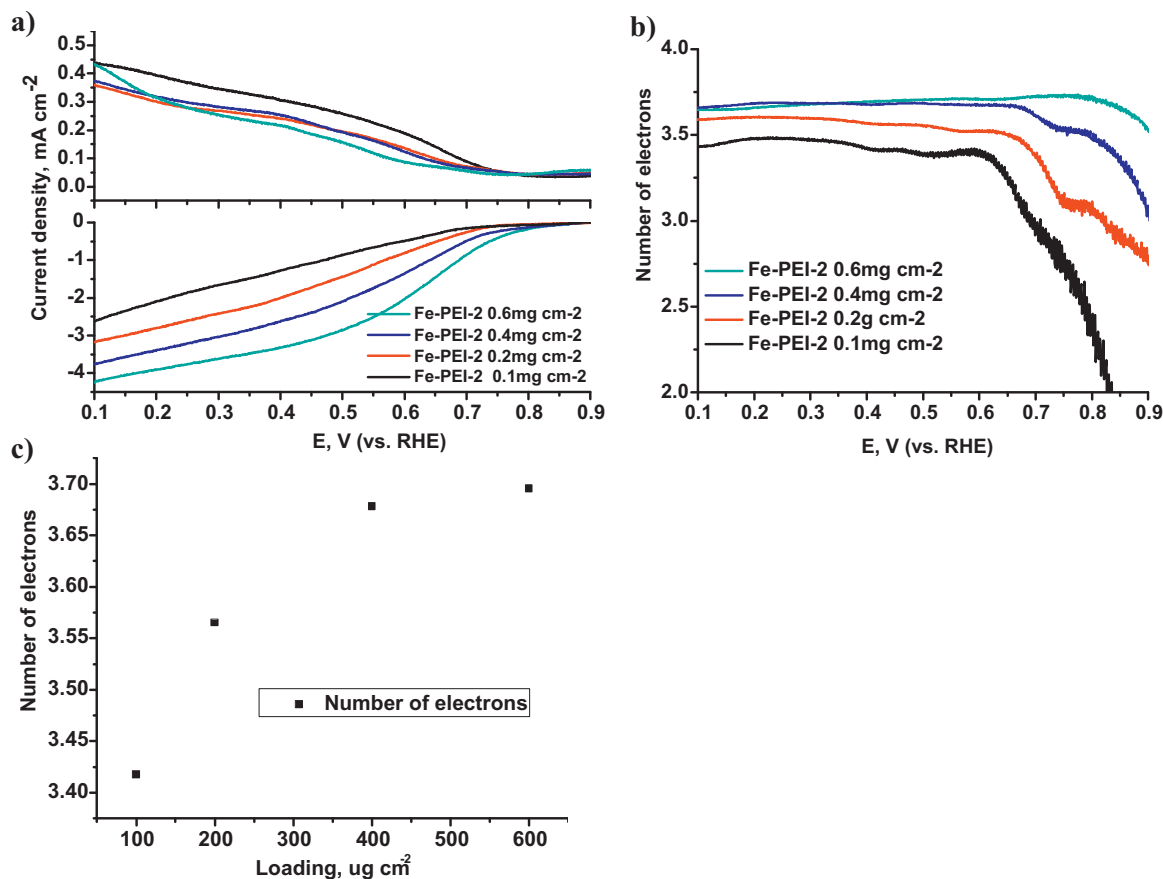 a)
0.5
0.4
0.3
0.2
0.1
0.0
0
-1
-2
-3
-4
Current density, mA cm-2
Fe-PEI-2 0.6mg cm-2
Fe-PEI-2 0.4mg cm-2
Fe-PEI-2 0.2mg cm-2
Fe-PEI-2 0.1mg cm-2
0.1 0.2 0.3 0.4 0.5 0.6 0.7 0.8 0.9
E, V (vs. RHE)
b)
4.0
3.5
3.0
2.5
2.0
Number of electrons
Fe-PEI-2 0.6mg cm-2
Fe-PEI-2 0.4mg cm-2
Fe-PEI-2 0.2g cm-2
Fe-PEI-2 0.1mg cm-2
0.1 0.2 0.3 0.4 0.5 0.6 0.7 0.8 0.9
E, V (vs. RHE)
c)
3.70
3.65
3.60
3.55
3.50
3.45
3.40
Number of electrons
Number of electrons
100 200 300 400 500 600
Loading, ug cm-2